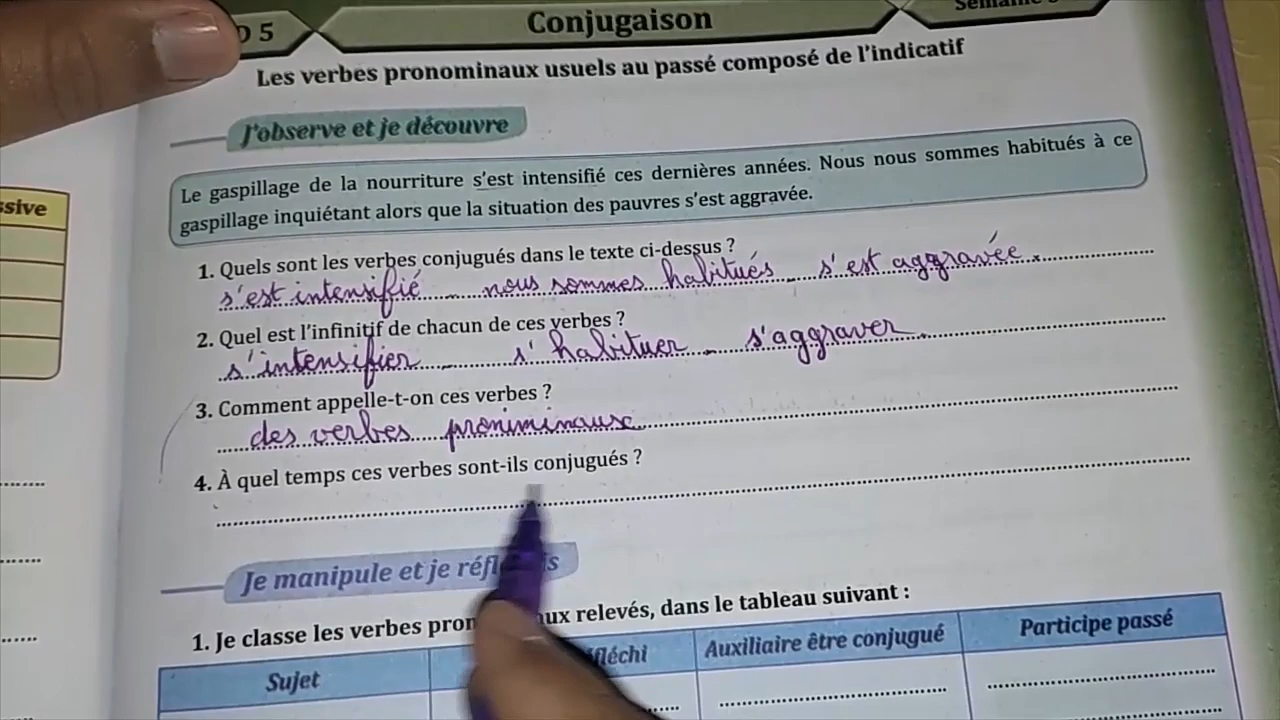 D 5
Conjugaison
Semaine
Les verbes pronominaux usuels au passé composé de l'indicatif
J'observe et je découvre
Le gaspillage de la nourriture s'est intensifié ces dernières années. Nous nous sommes habitués à ce
gaspillage inquiétant alors que la situation des pauvres s'est aggravée.
ssive
1. Quels sont les verbes conjugués dans le texte ci-dessus ?
s'est intensifié - nous sommes habitués - s'est aggravée.
2. Quel est l'infinitif de chacun de ces verbes ?
s'intensifier - s'habituer - s'aggraver.
3. Comment appelle-t-on ces verbes ?
des verbes proniminaux
4. À quel temps ces verbes sont-ils conjugués ?
Je manipule et je
1. Je classe les verbes relevés, dans le tableau suivant :
Sujet
fléchi
Auxiliaire être conjugué
Participe passé